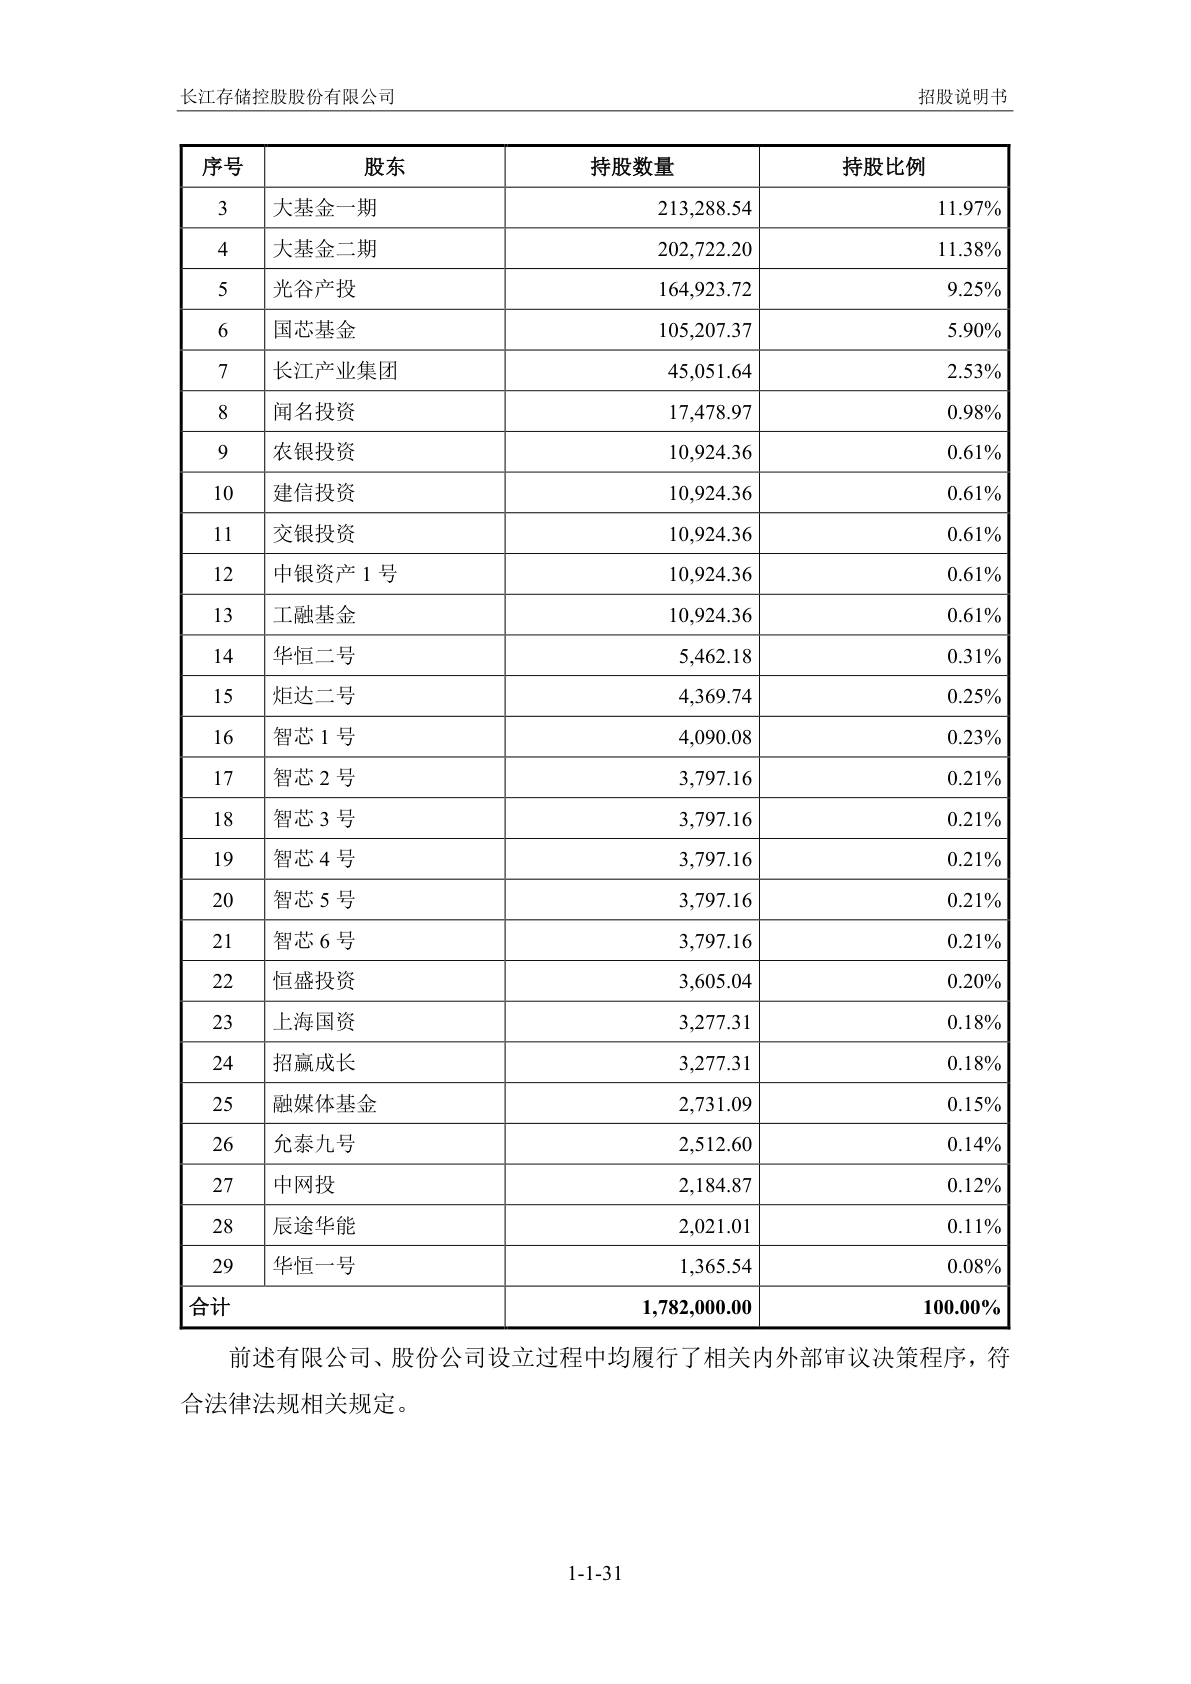 长江存储控股股份有限公司 招股说明书
序号 股东 持股数量 持股比例
3 大基金一期 213,288.54 11.97%
4 大基金二期 202,722.20 11.38%
5 光谷产投 164,923.72 9.25%
6 国芯基金 105,207.37 5.90%
7 长江产业集团 45,051.64 2.53%
8 闻名投资 17,478.97 0.98%
9 农银投资 10,924.36 0.61%
10 建信投资 10,924.36 0.61%
11 交银投资 10,924.36 0.61%
12 中银资产 1 号 10,924.36 0.61%
13 工融基金 10,924.36 0.61%
14 华恒二号 5,462.18 0.31%
15 炬达二号 4,369.74 0.25%
16 智芯 1 号 4,090.08 0.23%
17 智芯 2 号 3,797.16 0.21%
18 智芯 3 号 3,797.16 0.21%
19 智芯 4 号 3,797.16 0.21%
20 智芯 5 号 3,797.16 0.21%
21 智芯 6 号 3,797.16 0.21%
22 恒盛投资 3,605.04 0.20%
23 上海国资 3,277.31 0.18%
24 招赢成长 3,277.31 0.18%
25 融媒体基金 2,731.09 0.15%
26 允泰九号 2,512.60 0.14%
27 中网投 2,184.87 0.12%
28 辰途华能 2,021.01 0.11%
29 华恒一号 1,365.54 0.08%
合计 1,782,000.00 100.00%
前述有限公司、股份公司设立过程中均履行了相关内外部审议决策程序，符
合法律法规相关规定。
1-1-31